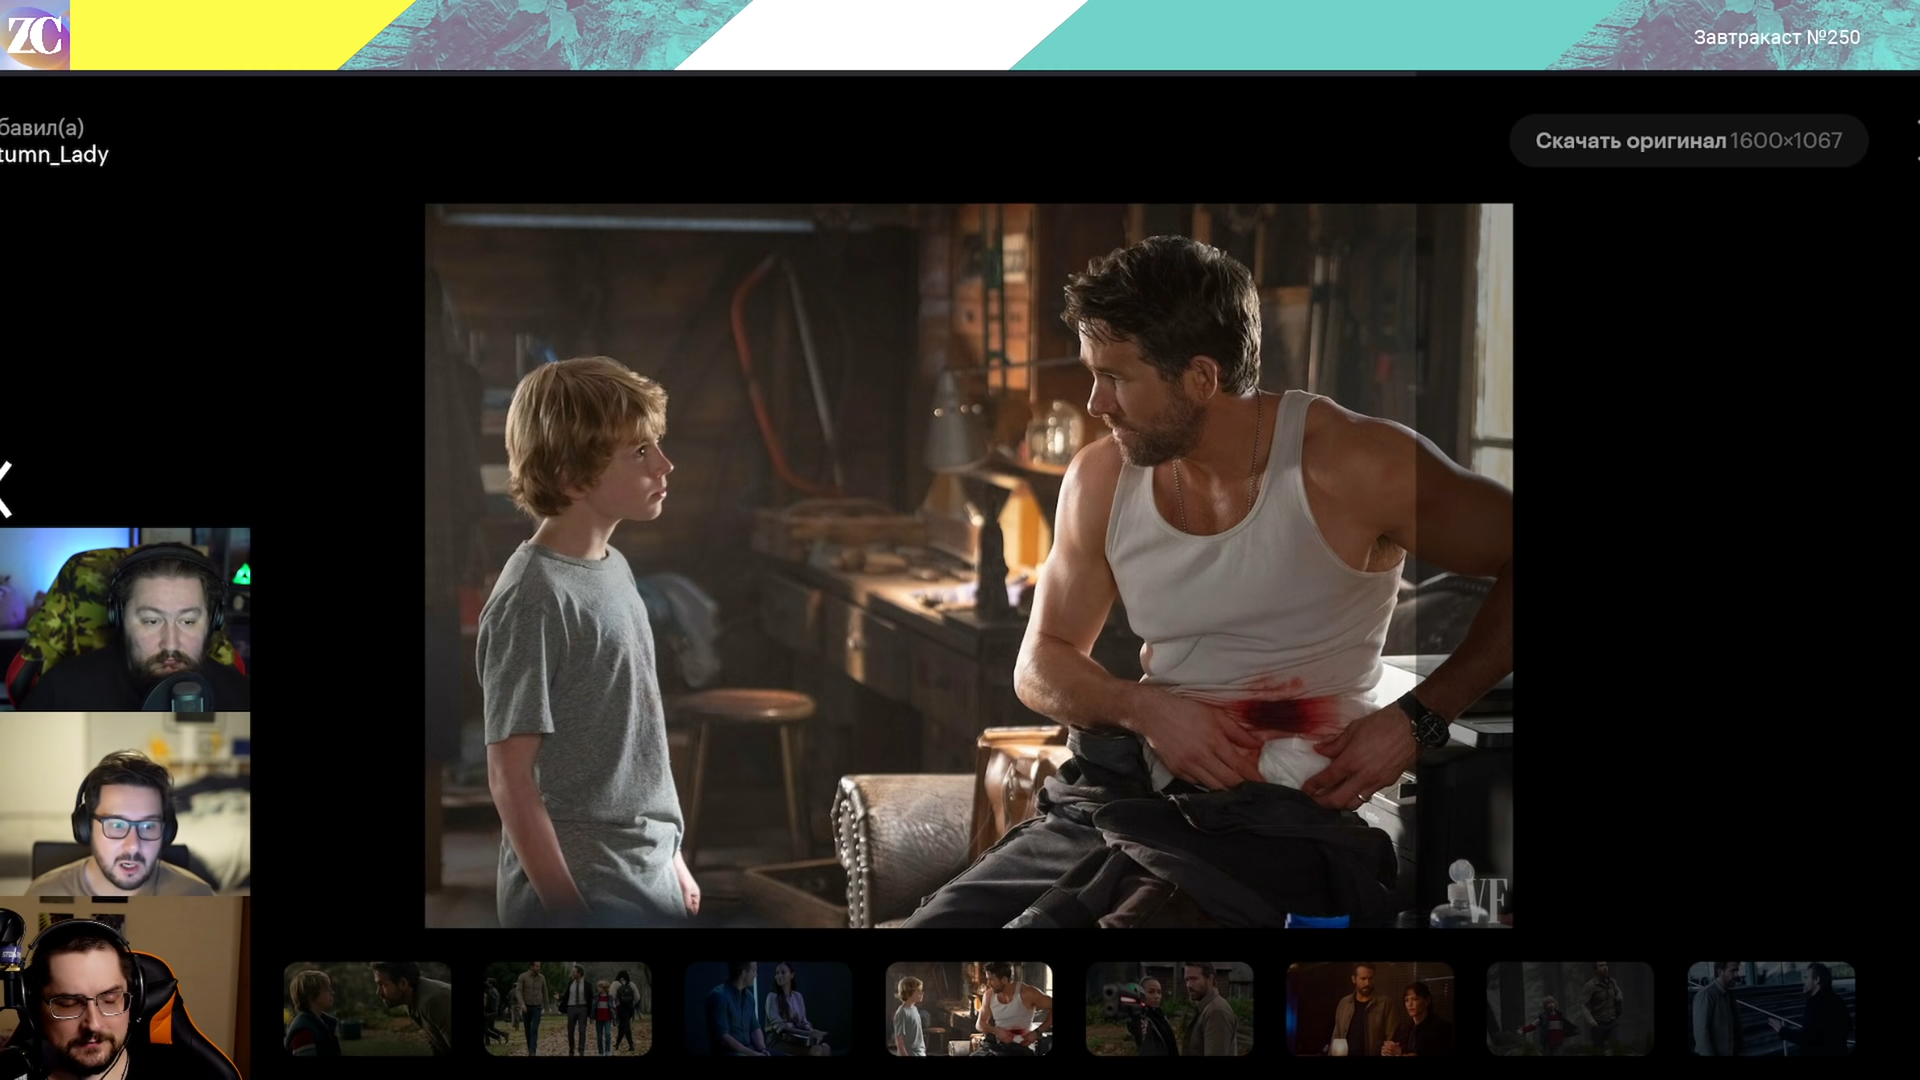 ZC
Завтракаст №250
бавил(а)
tumn_Lady
Скачать оригинал 1600×1067
VF